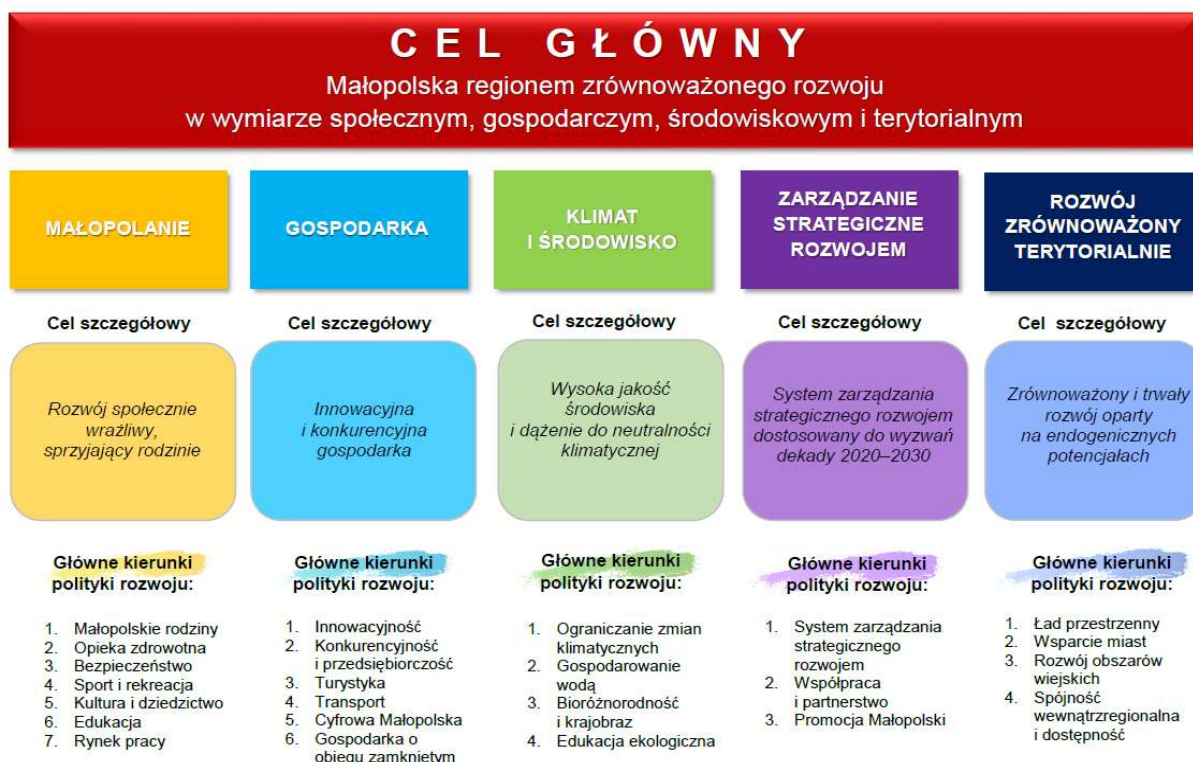 CEL GŁÓWNY
Małopolska regionem zrównoważonego rozwoju
w wymiarze społecznym, gospodarczym, środowiskowym i terytorialnym
MAŁOPOLANIE
Cel szczegółowy
Rozwój społecznie
wrażliwy,
sprzyjający rodzinie
Główne kierunki
polityki rozwoju:
1. Małopolskie rodziny
2. Opieka zdrowotna
3. Bezpieczeństwo
4. Sport i rekreacja
5. Kultura i dziedzictwo
6. Edukacja
7. Rynek pracy
GOSPODARKA
Cel szczegółowy
Innowacyjna
i konkurencyjna
gospodarka
Główne kierunki
polityki rozwoju:
1. Innowacyjność
2. Konkurencyjność
i przedsiębiorczość
3. Turystyka
4. Transport
5. Cyfrowa Małopolska
6. Gospodarka o
obiegu zamkniętym
KLIMAT
I ŚRODOWISKO
Cel szczegółowy
Wysoka jakość
środowiska
i dążenie do neutralności
klimatycznej
Główne kierunki
polityki rozwoju:
1. Ograniczanie zmian
klimatycznych
2. Gospodarowanie
wodą
3. Bioróżnorodność
i krajobraz
4. Edukacja ekologiczna
ZARZĄDZANIE
STRATEGICZNE
ROZWOJEM
Cel szczegółowy
System zarządzania
strategicznego rozwojem
dostosowany do wyzwań
dekady 2020–2030
Główne kierunki
polityki rozwoju:
1. System zarządzania
strategicznego
rozwojem
2. Współpraca
i partnerstwo
3. Promocja Małopolski
ROZWÓJ
ZRÓWNOWAŻONY
TERYTORIALNIE
Cel szczegółowy
Zrównoważony i trwały
rozwój oparty
na endogenicznych
potencjałach
Główne kierunki
polityki rozwoju:
1. Ład przestrzenny
2. Wsparcie miast
3. Rozwój obszarów
wiejskich
4. Spójność
wewnątrzregionalna
i dostępność